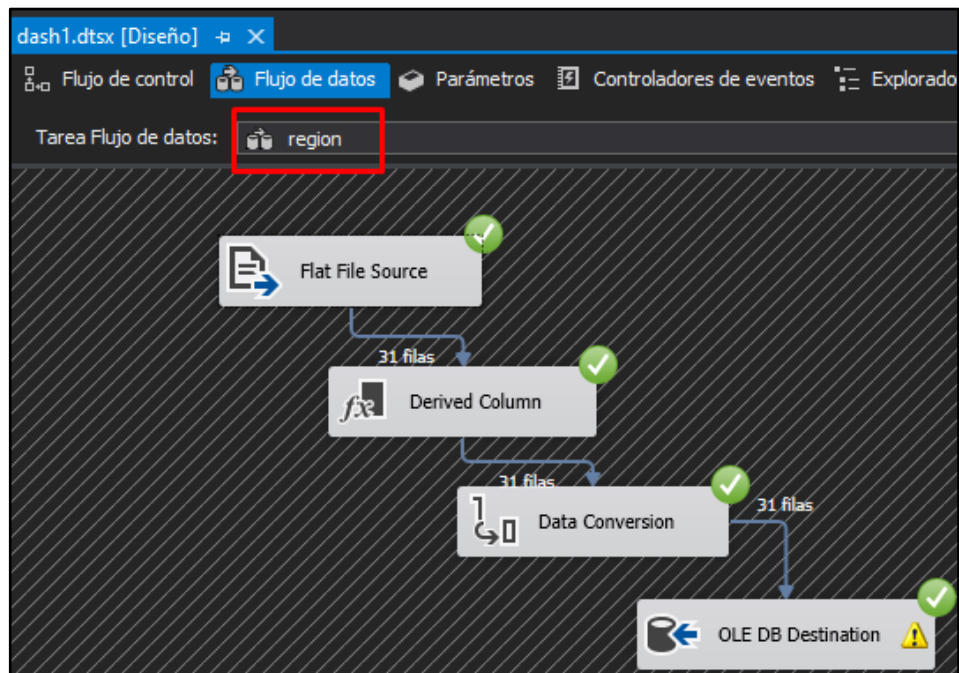 dash1.dtsx [Diseño]
Flujo de control Flujo de datos Parámetros Controladores de eventos Explorado
Tarea Flujo de datos: region
Flat File Source
31 filas
fx Derived Column
31 filas
Data Conversion
31 filas
OLE DB Destination